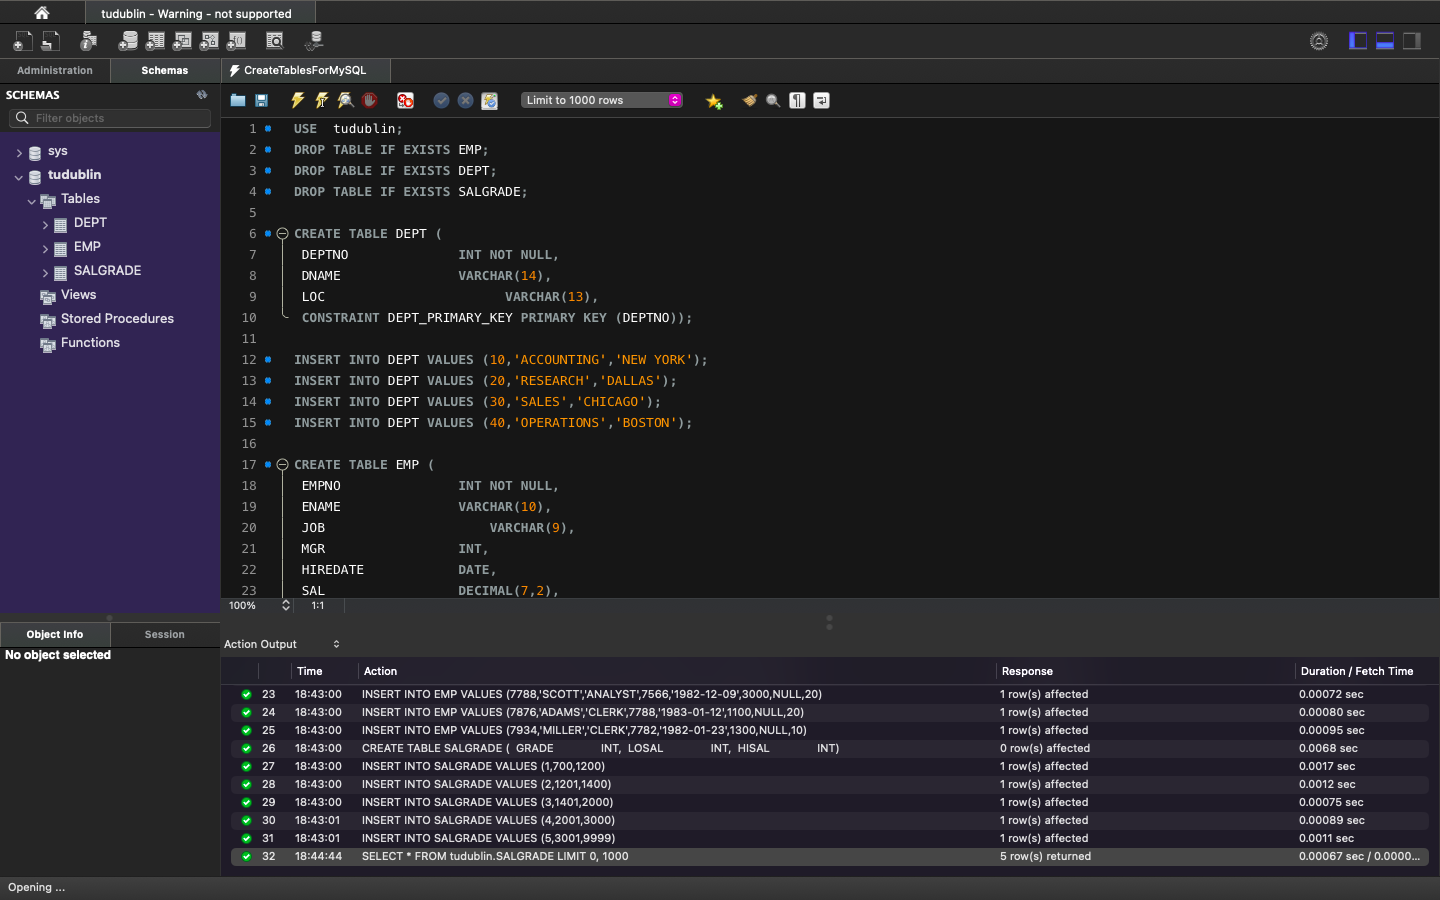 tudublin - Warning - not supported
Administration
Schemas
CreateTablesForMySQL
SCHEMAS
Filter objects
Limit to 1000 rows
sys
tudublin
Tables
DEPT
EMP
SALGRADE
Views
Stored Procedures
Functions
1 USE  tudublin;
2 DROP TABLE IF EXISTS EMP;
3 DROP TABLE IF EXISTS DEPT;
4 DROP TABLE IF EXISTS SALGRADE;
5
6 CREATE TABLE DEPT (
7 DEPTNO INT NOT NULL,
8 DNAME VARCHAR(14),
9 LOC VARCHAR(13),
10 CONSTRAINT DEPT_PRIMARY_KEY PRIMARY KEY (DEPTNO));
11
12 INSERT INTO DEPT VALUES (10,'ACCOUNTING','NEW YORK');
13 INSERT INTO DEPT VALUES (20,'RESEARCH','DALLAS');
14 INSERT INTO DEPT VALUES (30,'SALES','CHICAGO');
15 INSERT INTO DEPT VALUES (40,'OPERATIONS','BOSTON');
16
17 CREATE TABLE EMP (
18 EMPNO INT NOT NULL,
19 ENAME VARCHAR(10),
20 JOB VARCHAR(9),
21 MGR INT,
22 HIREDATE DATE,
23 SAL DECIMAL(7,2),
100% 1:1
Object Info
Session
No object selected
Action Output
Time Action Response Duration / Fetch Time
23 18:43:00 INSERT INTO EMP VALUES (7788,'SCOTT','ANALYST',7566,'1982-12-09',3000,NULL,20) 1 row(s) affected 0.00072 sec
24 18:43:00 INSERT INTO EMP VALUES (7876,'ADAMS','CLERK',7788,'1983-01-12',1100,NULL,20) 1 row(s) affected 0.00080 sec
25 18:43:00 INSERT INTO EMP VALUES (7934,'MILLER','CLERK',7782,'1982-01-23',1300,NULL,10) 1 row(s) affected 0.00095 sec
26 18:43:00 CREATE TABLE SALGRADE ( GRADE INT, LOSAL INT, HISAL INT) 0 row(s) affected 0.0068 sec
27 18:43:00 INSERT INTO SALGRADE VALUES (1,700,1200) 1 row(s) affected 0.0017 sec
28 18:43:00 INSERT INTO SALGRADE VALUES (2,1201,1400) 1 row(s) affected 0.0012 sec
29 18:43:00 INSERT INTO SALGRADE VALUES (3,1401,2000) 1 row(s) affected 0.00075 sec
30 18:43:01 INSERT INTO SALGRADE VALUES (4,2001,3000) 1 row(s) affected 0.00089 sec
31 18:43:01 INSERT INTO SALGRADE VALUES (5,3001,9999) 1 row(s) affected 0.0011 sec
32 18:44:44 SELECT * FROM tudublin.SALGRADE LIMIT 0, 1000 5 row(s) returned 0.00067 sec / 0.0000...
Opening ...